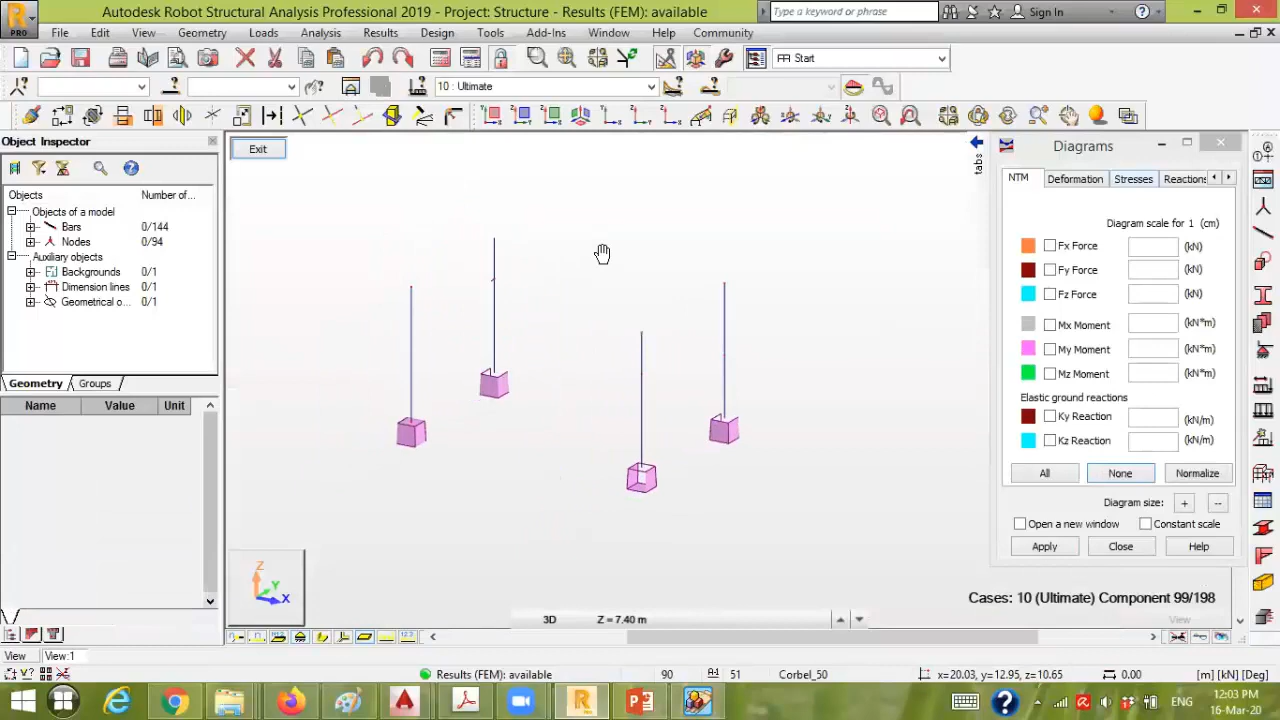 Autodesk Robot Structural Analysis Professional 2019 - Project: Structure - Results (FEM): available
Type a keyword or phrase
Sign In
PRO
File Edit View Geometry Loads Analysis Results Design Tools Add-Ins Window Help Community
Start
10 : Ultimate
Object Inspector
Exit
tabs
Diagrams
NTM Deformation Stresses Reactions
Objects Number of...
Objects of a model
Bars 0/144
Nodes 0/94
Auxiliary objects
Backgrounds 0/1
Dimension lines 0/1
Geometrical o... 0/1
Diagram scale for 1 (cm)
Fx Force (kN)
Fy Force (kN)
Fz Force (kN)
Mx Moment (kN*m)
My Moment (kN*m)
Mz Moment (kN*m)
Elastic ground reactions
Ky Reaction (kN/m)
Kz Reaction (kN/m)
Geometry Groups
Name Value Unit
All None Normalize
Diagram size: + --
Open a new window Constant scale
Apply Close Help
Z
Y
X
Cases: 10 (Ultimate) Component 99/198
3D Z = 7.40 m
View
View View:1
Results (FEM): available 90 51 Corbel_50 x=20.03, y=12.95, z=10.65 0.00 [m] [kN] [Deg]
ENG
12:03 PM
16-Mar-20